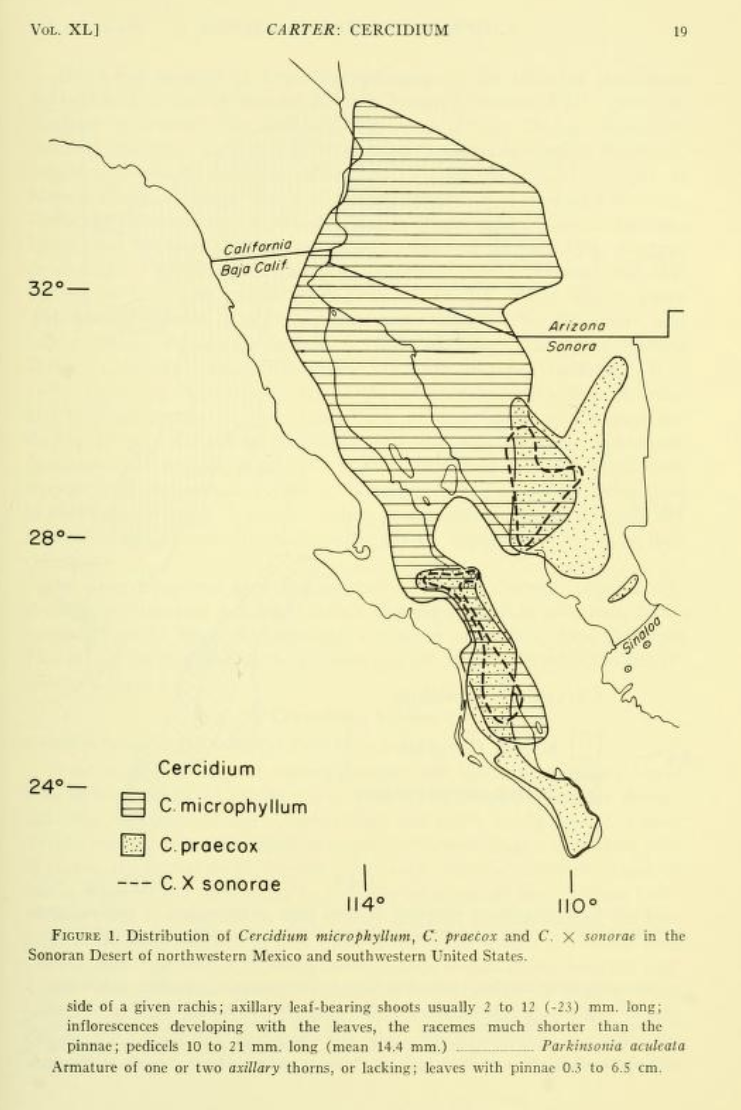 VOL. XL] CARTER: CERCIDIUM 19
California
Baja Calif.
32°—
Arizona
Sonora
28°—
Sinaloa
24°—
Cercidium
C. microphyllum
C. praecox
--- C. X sonorae
114°
110°
FIGURE 1. Distribution of Cercidium microphyllum, C. praecox and C. × sonorae in the
Sonoran Desert of northwestern Mexico and southwestern United States.
side of a given rachis; axillary leaf-bearing shoots usually 2 to 12 (-23) mm. long;
inflorescences developing with the leaves, the racemes much shorter than the
pinnae; pedicels 10 to 21 mm. long (mean 14.4 mm.) ................ Parkinsonia aculeata
Armature of one or two axillary thorns, or lacking; leaves with pinnae 0.3 to 6.5 cm.